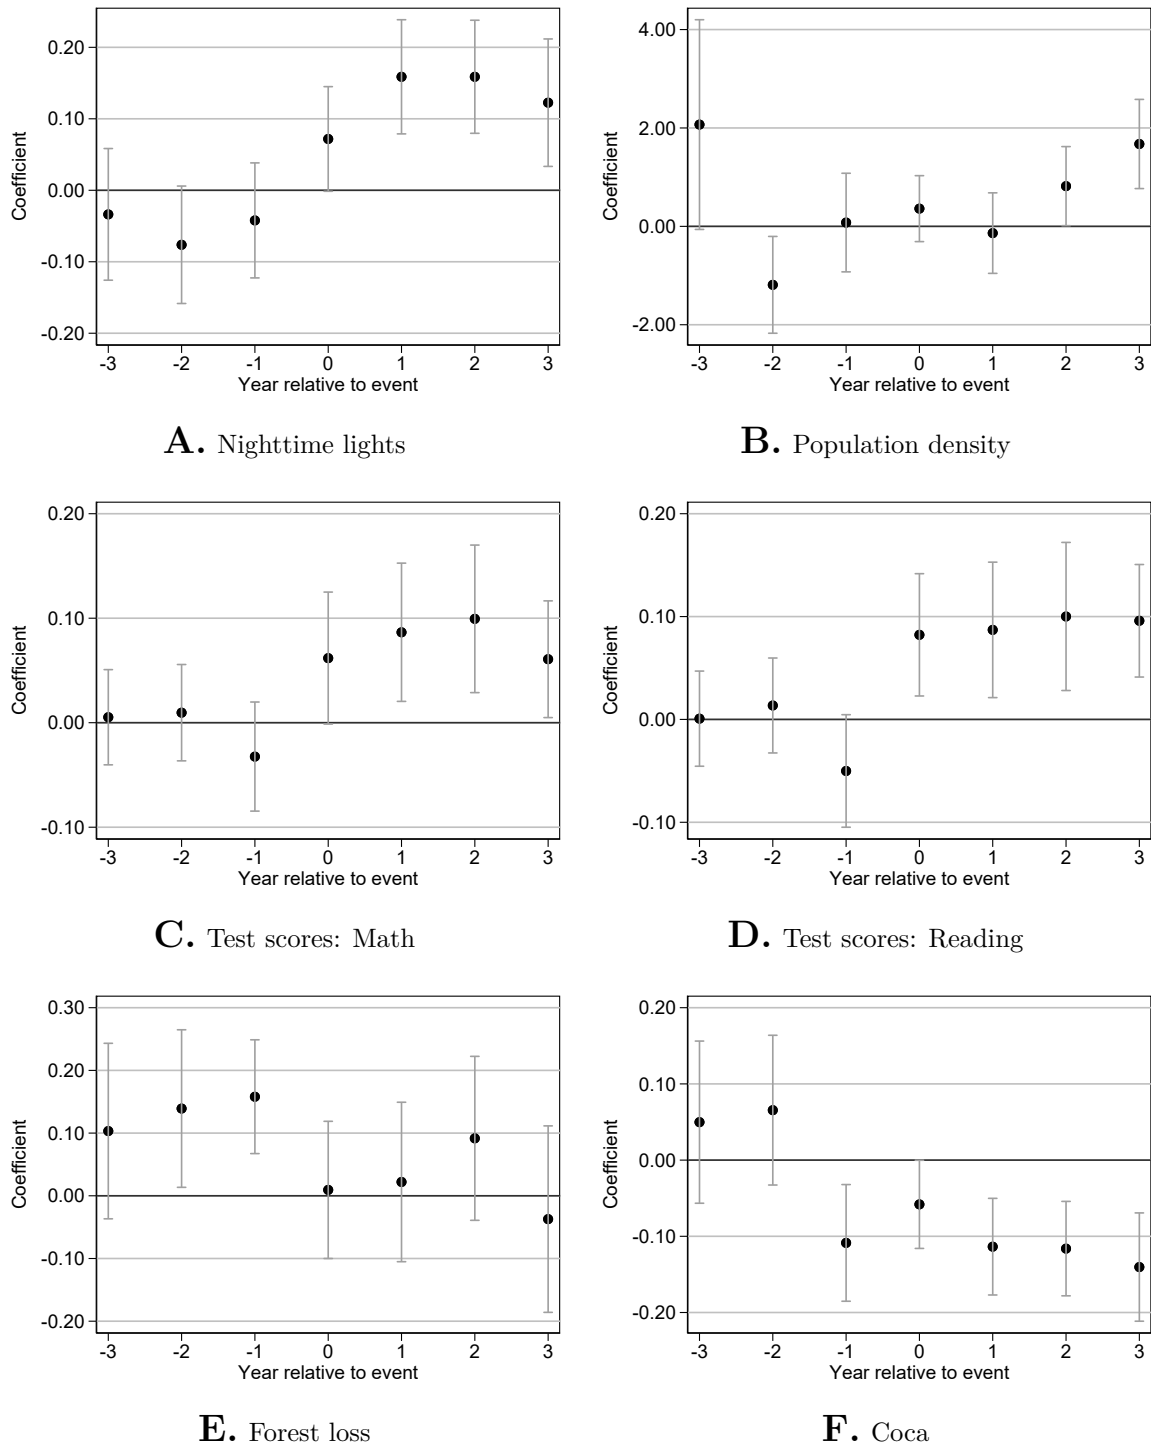 0.20
0.10
0.00
-0.10
-0.20
Coefficient
-3 -2 -1 0 1 2 3
Year relative to event
A. Nighttime lights
4.00
2.00
0.00
-2.00
Coefficient
-3 -2 -1 0 1 2 3
Year relative to event
B. Population density
0.20
0.10
0.00
-0.10
Coefficient
-3 -2 -1 0 1 2 3
Year relative to event
C. Test scores: Math
0.20
0.10
0.00
-0.10
Coefficient
-3 -2 -1 0 1 2 3
Year relative to event
D. Test scores: Reading
0.30
0.20
0.10
0.00
-0.10
-0.20
Coefficient
-3 -2 -1 0 1 2 3
Year relative to event
E. Forest loss
0.20
0.10
0.00
-0.10
-0.20
Coefficient
-3 -2 -1 0 1 2 3
Year relative to event
F. Coca